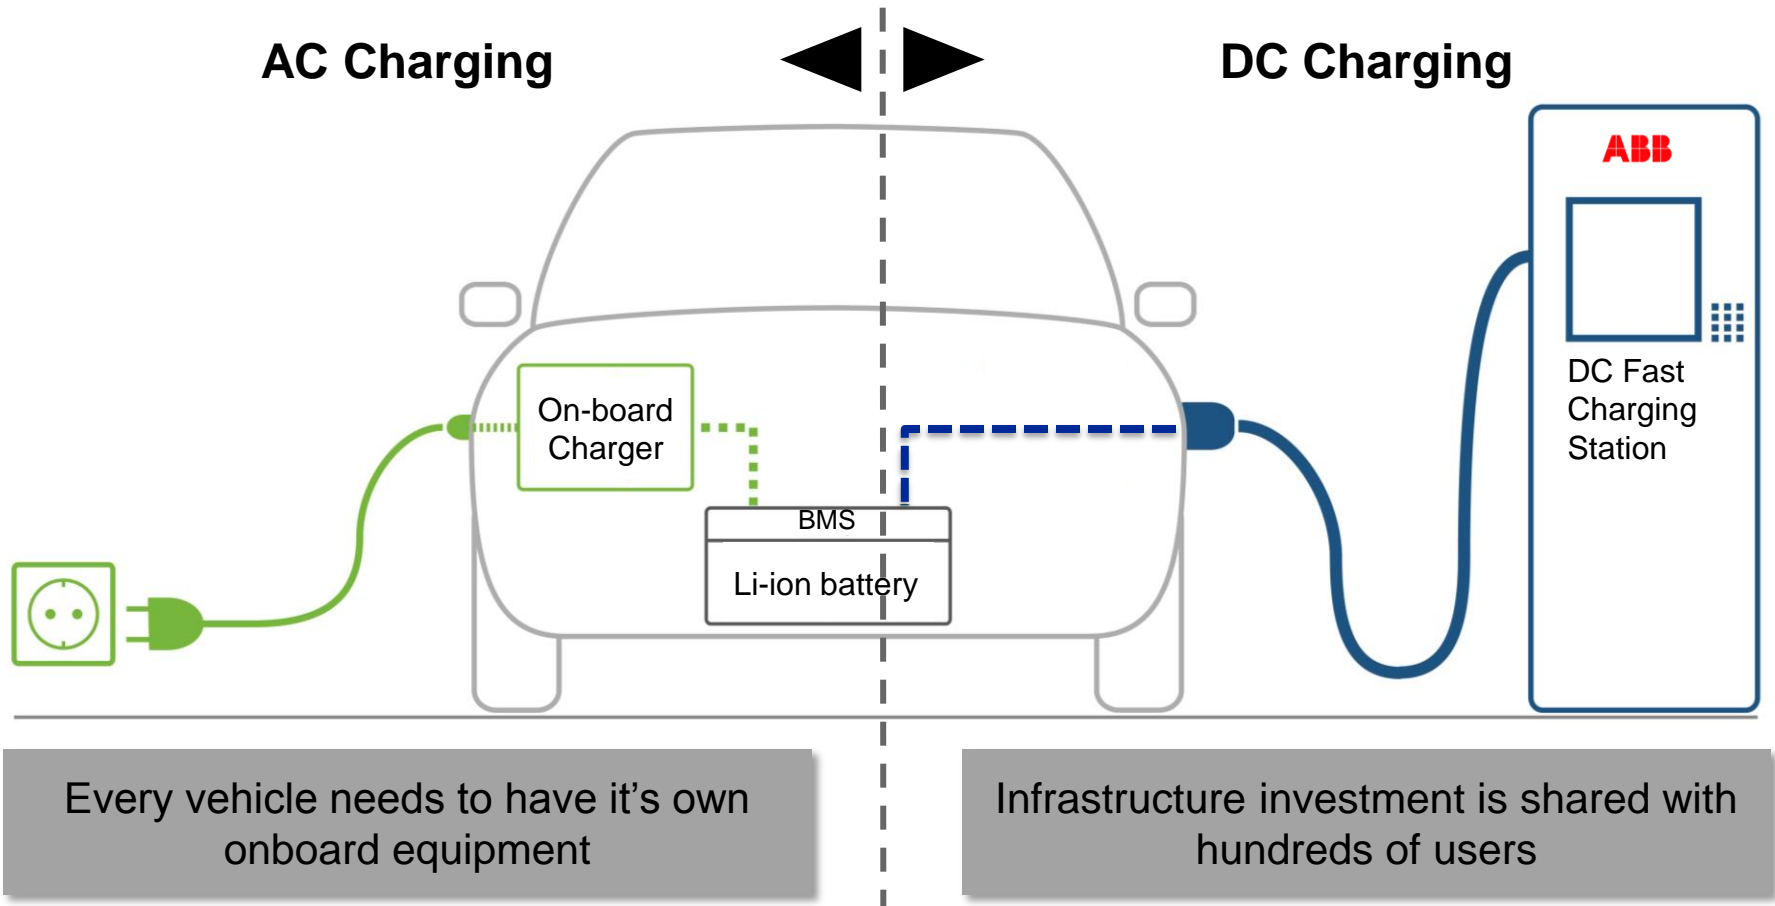 AC Charging
DC Charging
ABB
DC Fast
Charging
Station
On-board
Charger
BMS
Li-ion battery
Every vehicle needs to have it’s own
onboard equipment
Infrastructure investment is shared with
hundreds of users